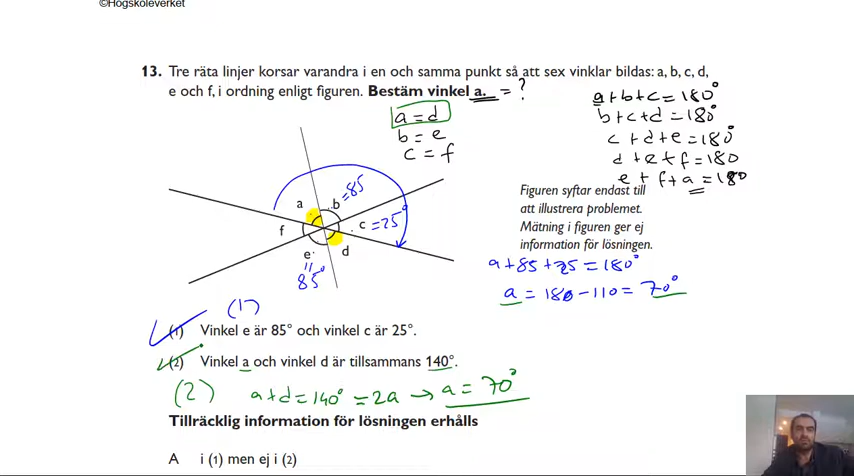 ©Högskoleverket
13. Tre räta linjer korsar varandra i en och samma punkt så att sex vinklar bildas: a, b, c, d,
e och f, i ordning enligt figuren. Bestäm vinkel a. = ?
a = d
b = e
c = f
a+b+c=180°
b+c+d=180°
c+d+e=180°
d+e+f=180
e+f+a=180
a
b =85
c =25°
d
e
=
85°
f
Figuren syftar endast till
att illustrera problemet.
Mätning i figuren ger ej
information för lösningen.
a+85+25=180°
a = 180-110 = 70°
(1)
(1) Vinkel e är 85° och vinkel c är 25°.
(2) Vinkel a och vinkel d är tillsammans 140°.
(2) a+d=140°=2a → a=70°
Tillräcklig information för lösningen erhålls
A i (1) men ej i (2)